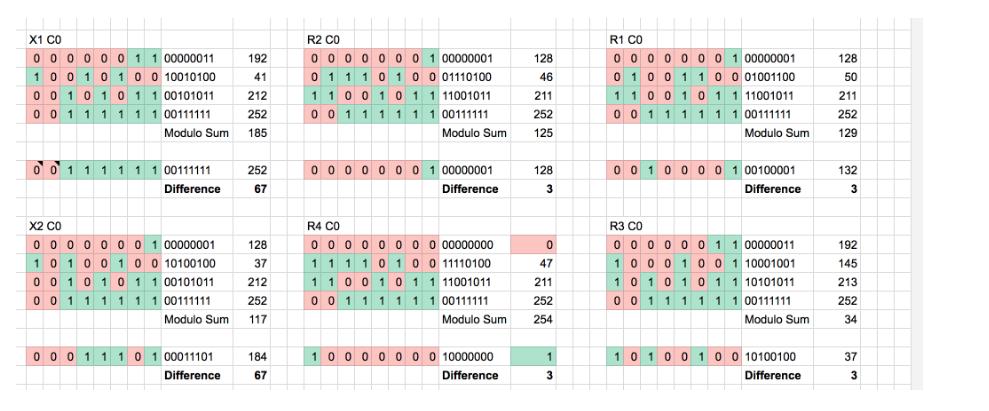 X1 C0 R2 C0 R1 C0
0 0 0 0 0 0 1 1 00000011 192 0 0 0 0 0 0 0 1 00000001 128 0 0 0 0 0 0 0 1 00000001 128
1 0 0 1 0 1 0 0 10010100 41 0 1 1 1 0 1 0 0 01110100 46 0 1 0 0 1 1 0 0 01001100 50
0 0 1 0 1 0 1 1 00101011 212 1 1 0 0 1 0 1 1 11001011 211 1 1 0 0 1 0 1 1 11001011 211
0 0 1 1 1 1 1 1 00111111 252 0 0 1 1 1 1 1 1 00111111 252 0 0 1 1 1 1 1 1 00111111 252
Modulo Sum 185 Modulo Sum 125 Modulo Sum 129
0 0 1 1 1 1 1 1 00111111 252 0 0 0 0 0 0 0 1 00000001 128 0 0 1 0 0 0 0 1 00100001 132
Difference 67 Difference 3 Difference 3
X2 C0 R4 C0 R3 C0
0 0 0 0 0 0 0 1 00000001 128 0 0 0 0 0 0 0 0 00000000 0 0 0 0 0 0 0 1 1 00000011 192
1 0 1 0 0 1 0 0 10100100 37 1 1 1 1 0 1 0 0 11110100 47 1 0 0 0 1 0 0 1 10001001 145
0 0 1 0 1 0 1 1 00101011 212 1 1 0 0 1 0 1 1 11001011 211 1 0 1 0 1 0 1 1 10101011 213
0 0 1 1 1 1 1 1 00111111 252 0 0 1 1 1 1 1 1 00111111 252 0 0 1 1 1 1 1 1 00111111 252
Modulo Sum 117 Modulo Sum 254 Modulo Sum 34
0 0 0 1 1 1 0 1 00011101 184 1 0 0 0 0 0 0 0 10000000 1 1 0 1 0 0 1 0 0 10100100 37
Difference 67 Difference 3 Difference 3